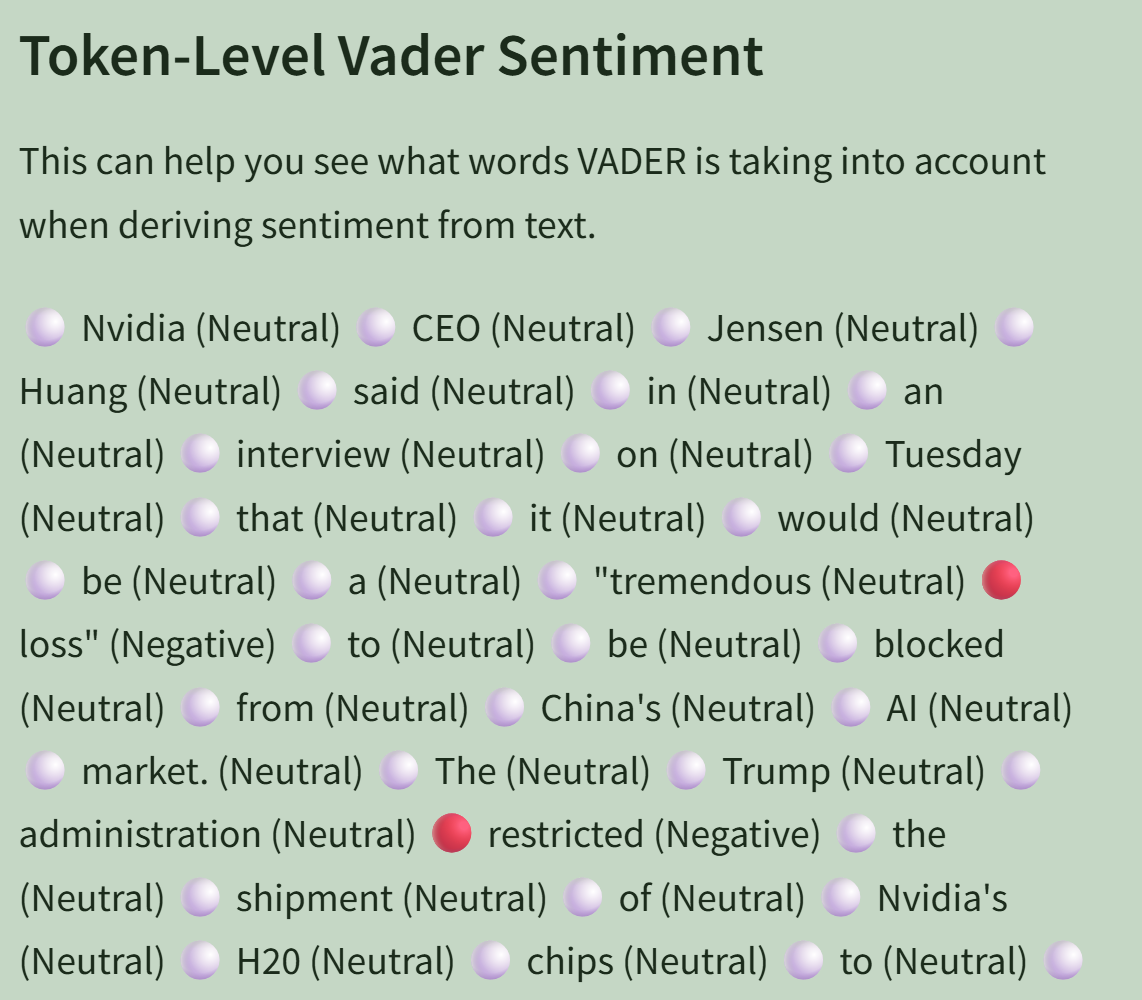 Token-Level Vader Sentiment
This can help you see what words VADER is taking into account
when deriving sentiment from text.
Nvidia (Neutral) CEO (Neutral) Jensen (Neutral)
Huang (Neutral) said (Neutral) in (Neutral) an
(Neutral) interview (Neutral) on (Neutral) Tuesday
(Neutral) that (Neutral) it (Neutral) would (Neutral)
be (Neutral) a (Neutral) "tremendous (Neutral)
loss" (Negative) to (Neutral) be (Neutral) blocked
(Neutral) from (Neutral) China's (Neutral) AI (Neutral)
market. (Neutral) The (Neutral) Trump (Neutral)
administration (Neutral) restricted (Negative) the
(Neutral) shipment (Neutral) of (Neutral) Nvidia's
(Neutral) H20 (Neutral) chips (Neutral) to (Neutral)